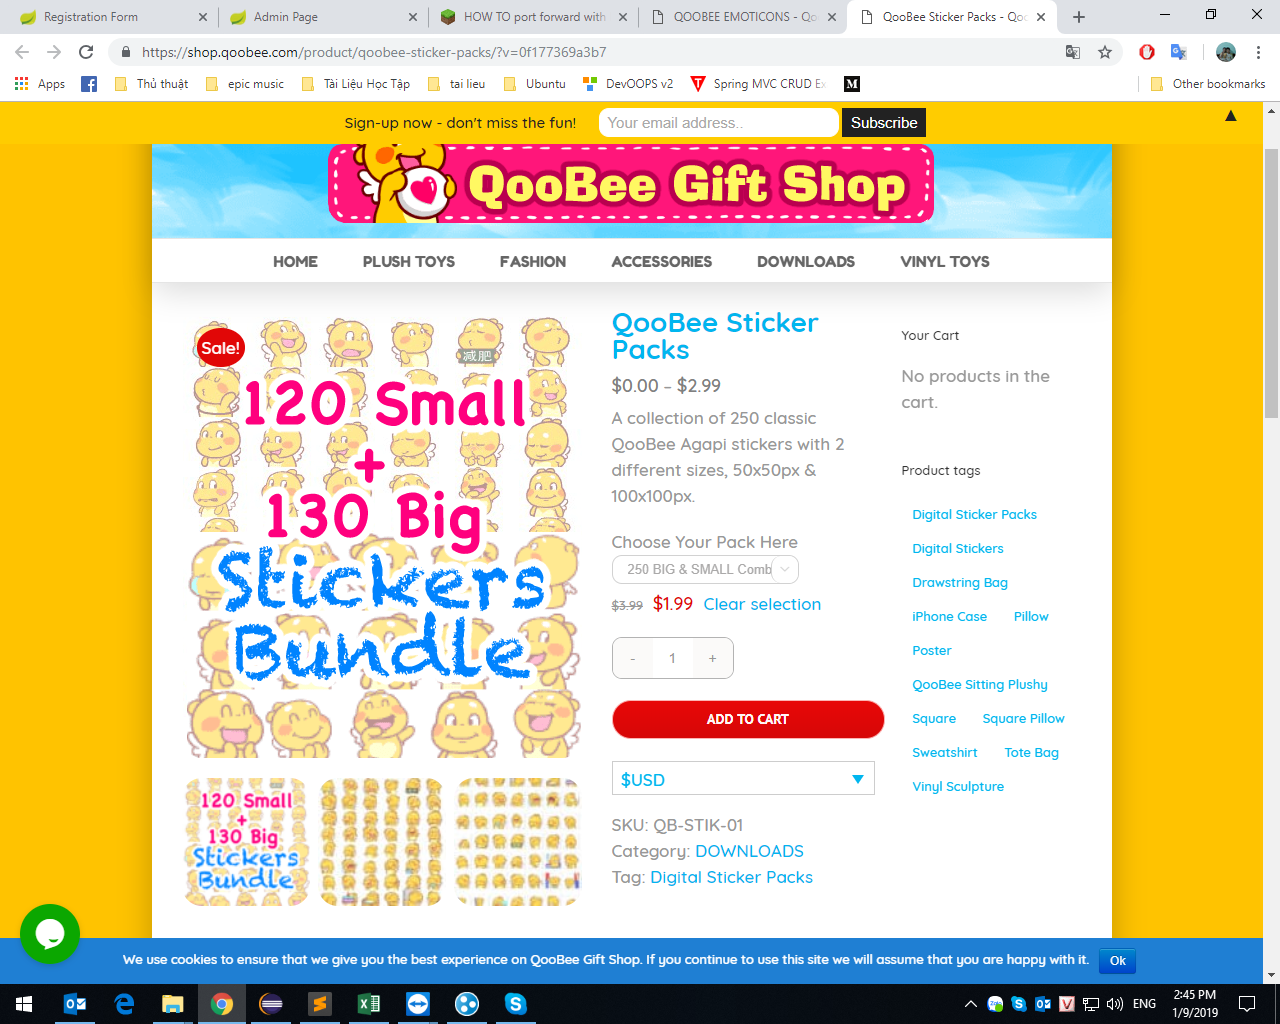 Registration Form
Admin Page
HOW TO port forward with
QOOBEE EMOTICONS - Qo
QooBee Sticker Packs - Qoo
https://shop.qoobee.com/product/qoobee-sticker-packs/?v=0f177369a3b7
Apps
Thủ thuật
epic music
Tài Liệu Học Tập
tai lieu
Ubuntu
DevOOPS v2
Spring MVC CRUD Ex
M
Other bookmarks
Sign-up now - don't miss the fun!
Your email address..
Subscribe
QooBee Gift Shop
HOME
PLUSH TOYS
FASHION
ACCESSORIES
DOWNLOADS
VINYL TOYS
Sale!
减肥
120 Small
+
130 Big
Stickers
Bundle
120 Small
+
130 Big
Stickers
Bundle
QooBee Sticker
Packs
$0.00 – $2.99
A collection of 250 classic
QooBee Agapi stickers with 2
different sizes, 50x50px &
100x100px.
Choose Your Pack Here
250 BIG & SMALL Comb
$3.99 $1.99 Clear selection
- 1 +
ADD TO CART
$USD
SKU: QB-STIK-01
Category: DOWNLOADS
Tag: Digital Sticker Packs
Your Cart
No products in the
cart.
Product tags
Digital Sticker Packs
Digital Stickers
Drawstring Bag
iPhone Case Pillow
Poster
QooBee Sitting Plushy
Square Square Pillow
Sweatshirt Tote Bag
Vinyl Sculpture
We use cookies to ensure that we give you the best experience on QooBee Gift Shop. If you continue to use this site we will assume that you are happy with it.
Ok
ENG
2:45 PM
1/9/2019